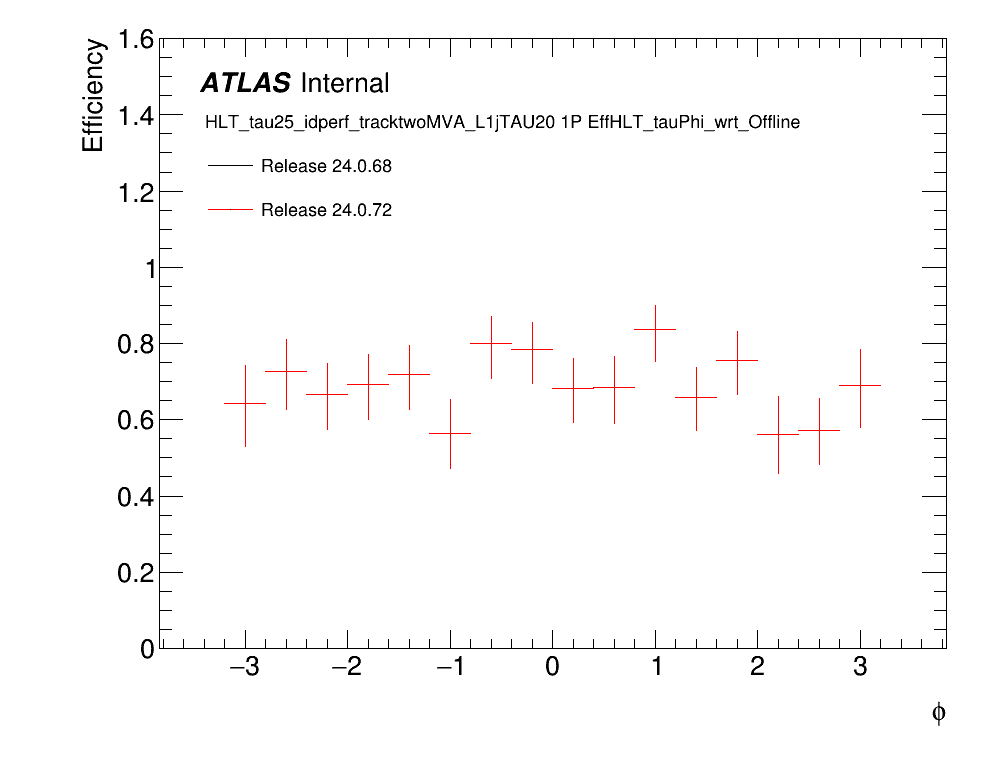 Efficiency
1.6
1.4
1.2
1
0.8
0.6
0.4
0.2
0
ATLAS Internal
HLT_tau25_idperf_tracktwoMVA_L1jTAU20 1P EffHLT_tauPhi_wrt_Offline
Release 24.0.68
Release 24.0.72
−3 −2 −1 0 1 2 3
ϕ